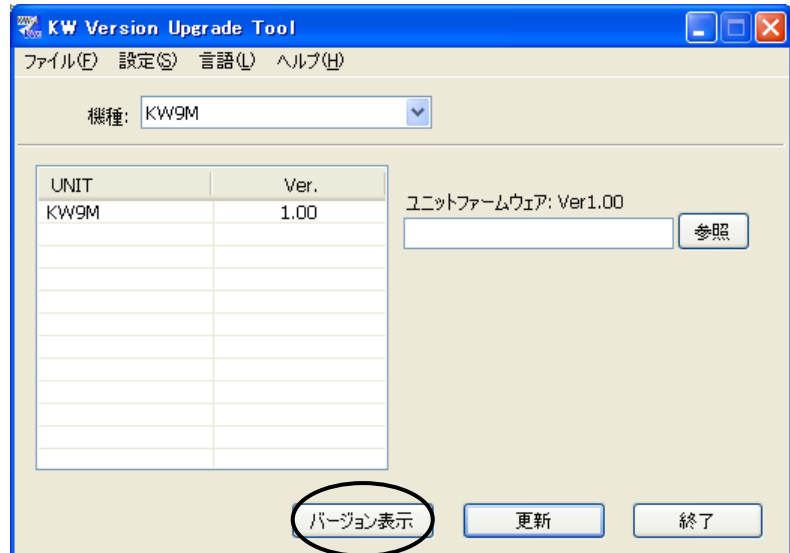 KW Version Upgrade Tool
ファイル(F) 設定(S) 言語(L) ヘルプ(H)
機種: KW9M
UNIT Ver.
KW9M 1.00
ユニットファームウェア: Ver1.00
参照
バージョン表示 更新 終了